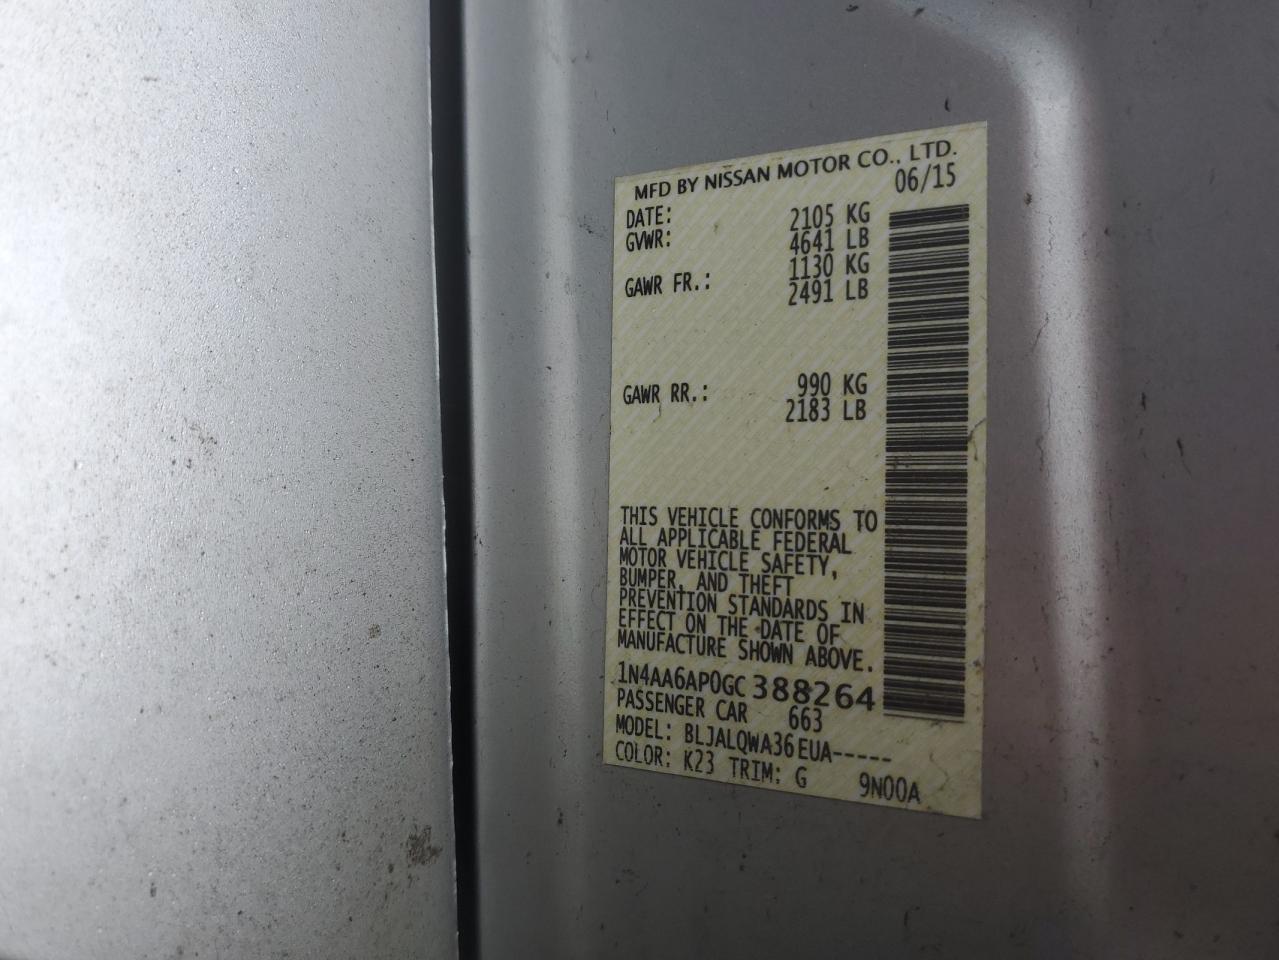 MFD BY NISSAN MOTOR CO., LTD.
DATE: 06/15
GVWR: 2105 KG
4641 LB
GAWR FR.: 1130 KG
2491 LB
GAWR RR.: 990 KG
2183 LB
THIS VEHICLE CONFORMS TO
ALL APPLICABLE FEDERAL
MOTOR VEHICLE SAFETY,
BUMPER, AND THEFT
PREVENTION STANDARDS IN
EFFECT ON THE DATE OF
MANUFACTURE SHOWN ABOVE.
1N4AA6AP0GC388264
PASSENGER CAR 663
MODEL: BLJALQWA36EUA-----
COLOR: K23 TRIM: G 9N00A